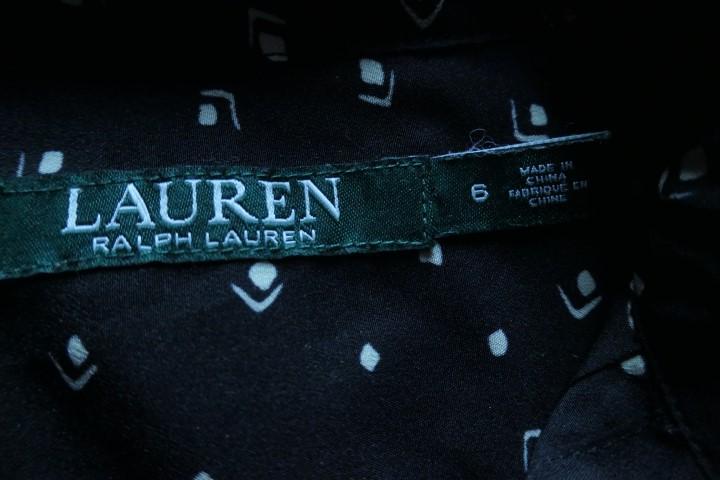 LAUREN
RALPH LAUREN
6
MADE IN
CHINA
FABRIQUE EN
CHINE